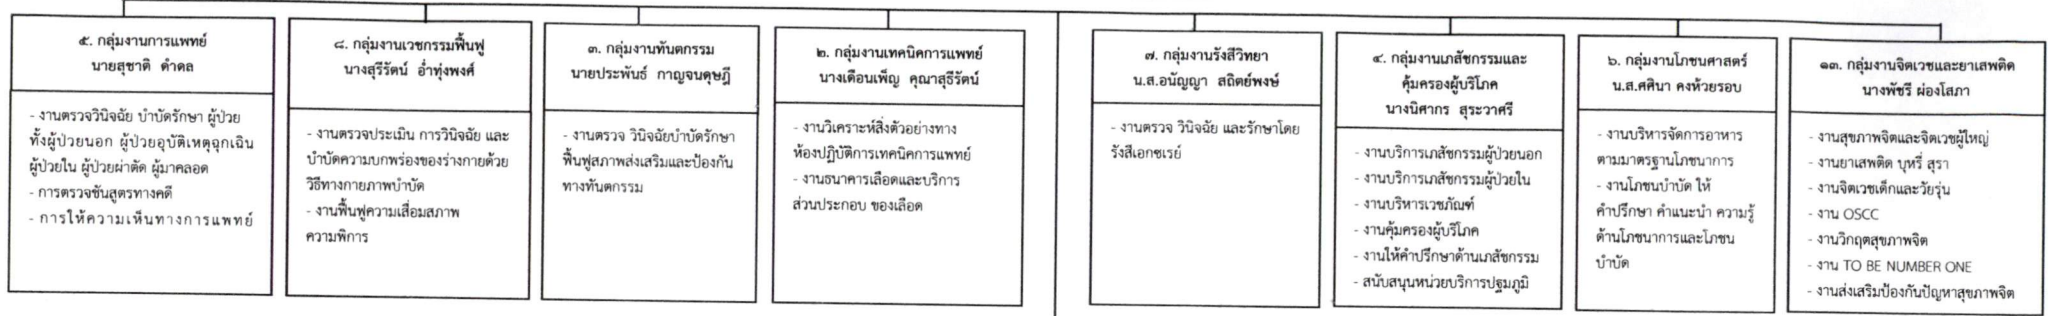 ๕. กลุ่มงานการแพทย์
นายสุชาติ ดำดล
- งานตรวจวินิจฉัย บำบัดรักษา ผู้ป่วย
ทั้งผู้ป่วยนอก ผู้ป่วยอุบัติเหตุฉุกเฉิน
ผู้ป่วยใน ผู้ป่วยผ่าตัด ผู้มาคลอด
- การตรวจชันสูตรทางคดี
- การให้ความเห็นทางการแพทย์
๘. กลุ่มงานเวชกรรมฟื้นฟู
นางสุรีรัตน์ อ่ำทุ่งพงศ์
- งานตรวจประเมิน การวินิจฉัย และ
บำบัดความบกพร่องของร่างกายด้วย
วิธีทางกายภาพบำบัด
- งานฟื้นฟูความเสื่อมสภาพ
ความพิการ
๓. กลุ่มงานทันตกรรม
นายประพันธ์ กาญจนดุษฎี
- งานตรวจ วินิจฉัยบำบัดรักษา
ฟื้นฟูสภาพส่งเสริมและป้องกัน
ทางทันตกรรม
๒. กลุ่มงานเทคนิคการแพทย์
นางเดือนเพ็ญ คุณาสุธีรัตน์
- งานวิเคราะห์สิ่งตัวอย่างทาง
ห้องปฏิบัติการเทคนิคการแพทย์
- งานธนาคารเลือดและบริการ
ส่วนประกอบ ของเลือด
๗. กลุ่มงานรังสีวิทยา
น.ส.อนัญญา สถิตย์พงษ์
- งานตรวจ วินิจฉัย และรักษาโดย
รังสีเอกซเรย์
๔. กลุ่มงานเภสัชกรรมและ
คุ้มครองผู้บริโภค
นางนิศากร สุระวาศรี
- งานบริการเภสัชกรรมผู้ป่วยนอก
- งานบริการเภสัชกรรมผู้ป่วยใน
- งานบริหารเวชภัณฑ์
- งานคุ้มครองผู้บริโภค
- งานให้คำปรึกษาด้านเภสัชกรรม
- สนับสนุนหน่วยบริการปฐมภูมิ
๖. กลุ่มงานโภชนศาสตร์
น.ส.ศศินา คงห้วยรอบ
- งานบริหารจัดการอาหาร
ตามมาตรฐานโภชนาการ
- งานโภชนบำบัด ให้
คำปรึกษา คำแนะนำ ความรู้
ด้านโภชนาการและโภชน
บำบัด
๑๓. กลุ่มงานจิตเวชและยาเสพติด
นางพัชรี ผ่องโสภา
- งานสุขภาพจิตและจิตเวชผู้ใหญ่
- งานยาเสพติด บุหรี่ สุรา
- งานจิตเวชเด็กและวัยรุ่น
- งาน OSCC
- งานวิกฤตสุขภาพจิต
- งาน TO BE NUMBER ONE
- งานส่งเสริมป้องกันปัญหาสุขภาพจิต